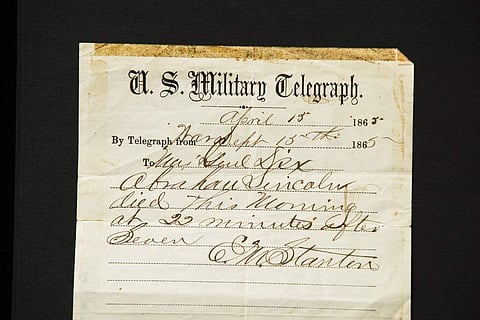 U. S. Military Telegraph.
April 15 1865
By Telegraph from War Dept 15th 1865
To Maj Genl Dix
Abraham Lincoln
died This Morning
at 22 minutes after
Seven
E. M. Stanton